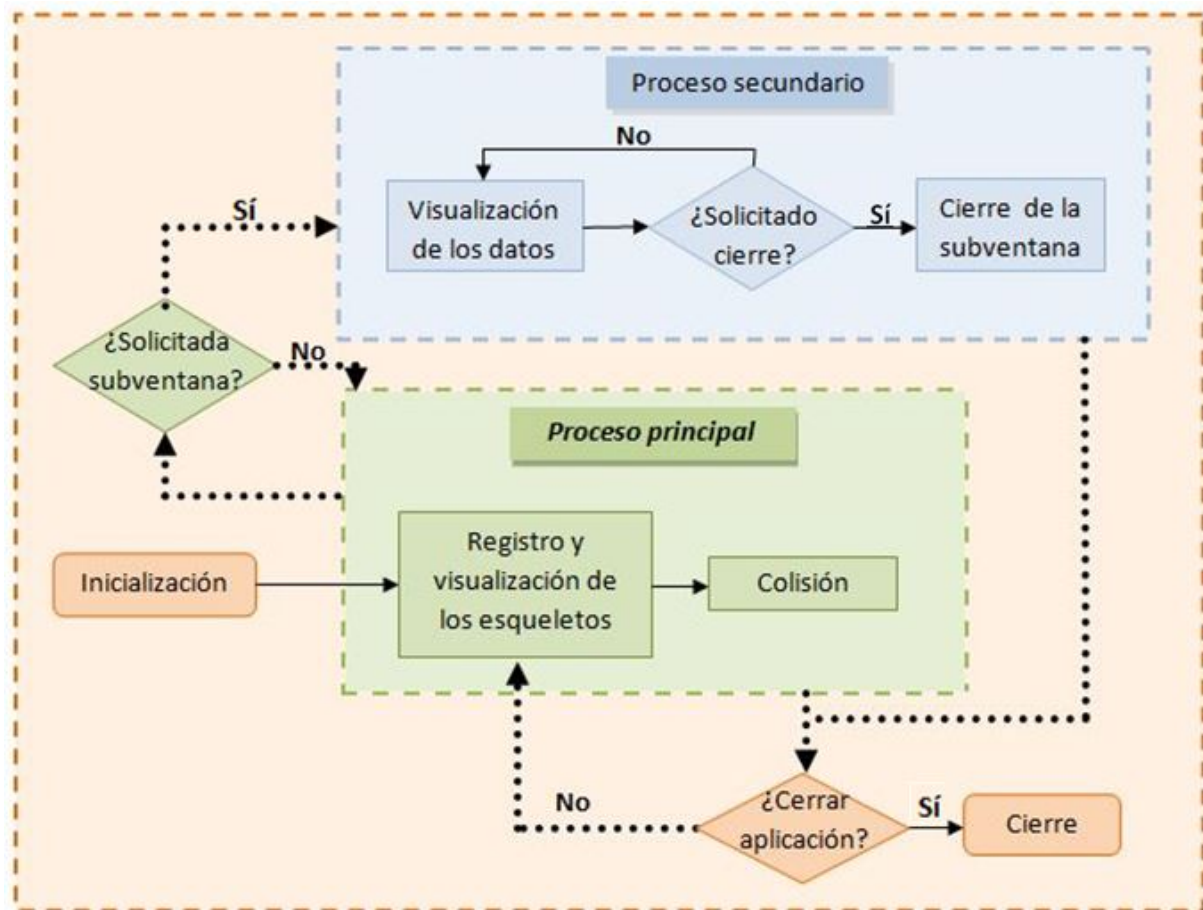 Proceso secundario
No
Visualización
de los datos
¿Solicitado
cierre?
Sí
Cierre de la
subventana
Sí
¿Solicitada
subventana?
No
Proceso principal
Inicialización
Registro y
visualización de
los esqueletos
Colisión
No
¿Cerrar
aplicación?
Sí
Cierre